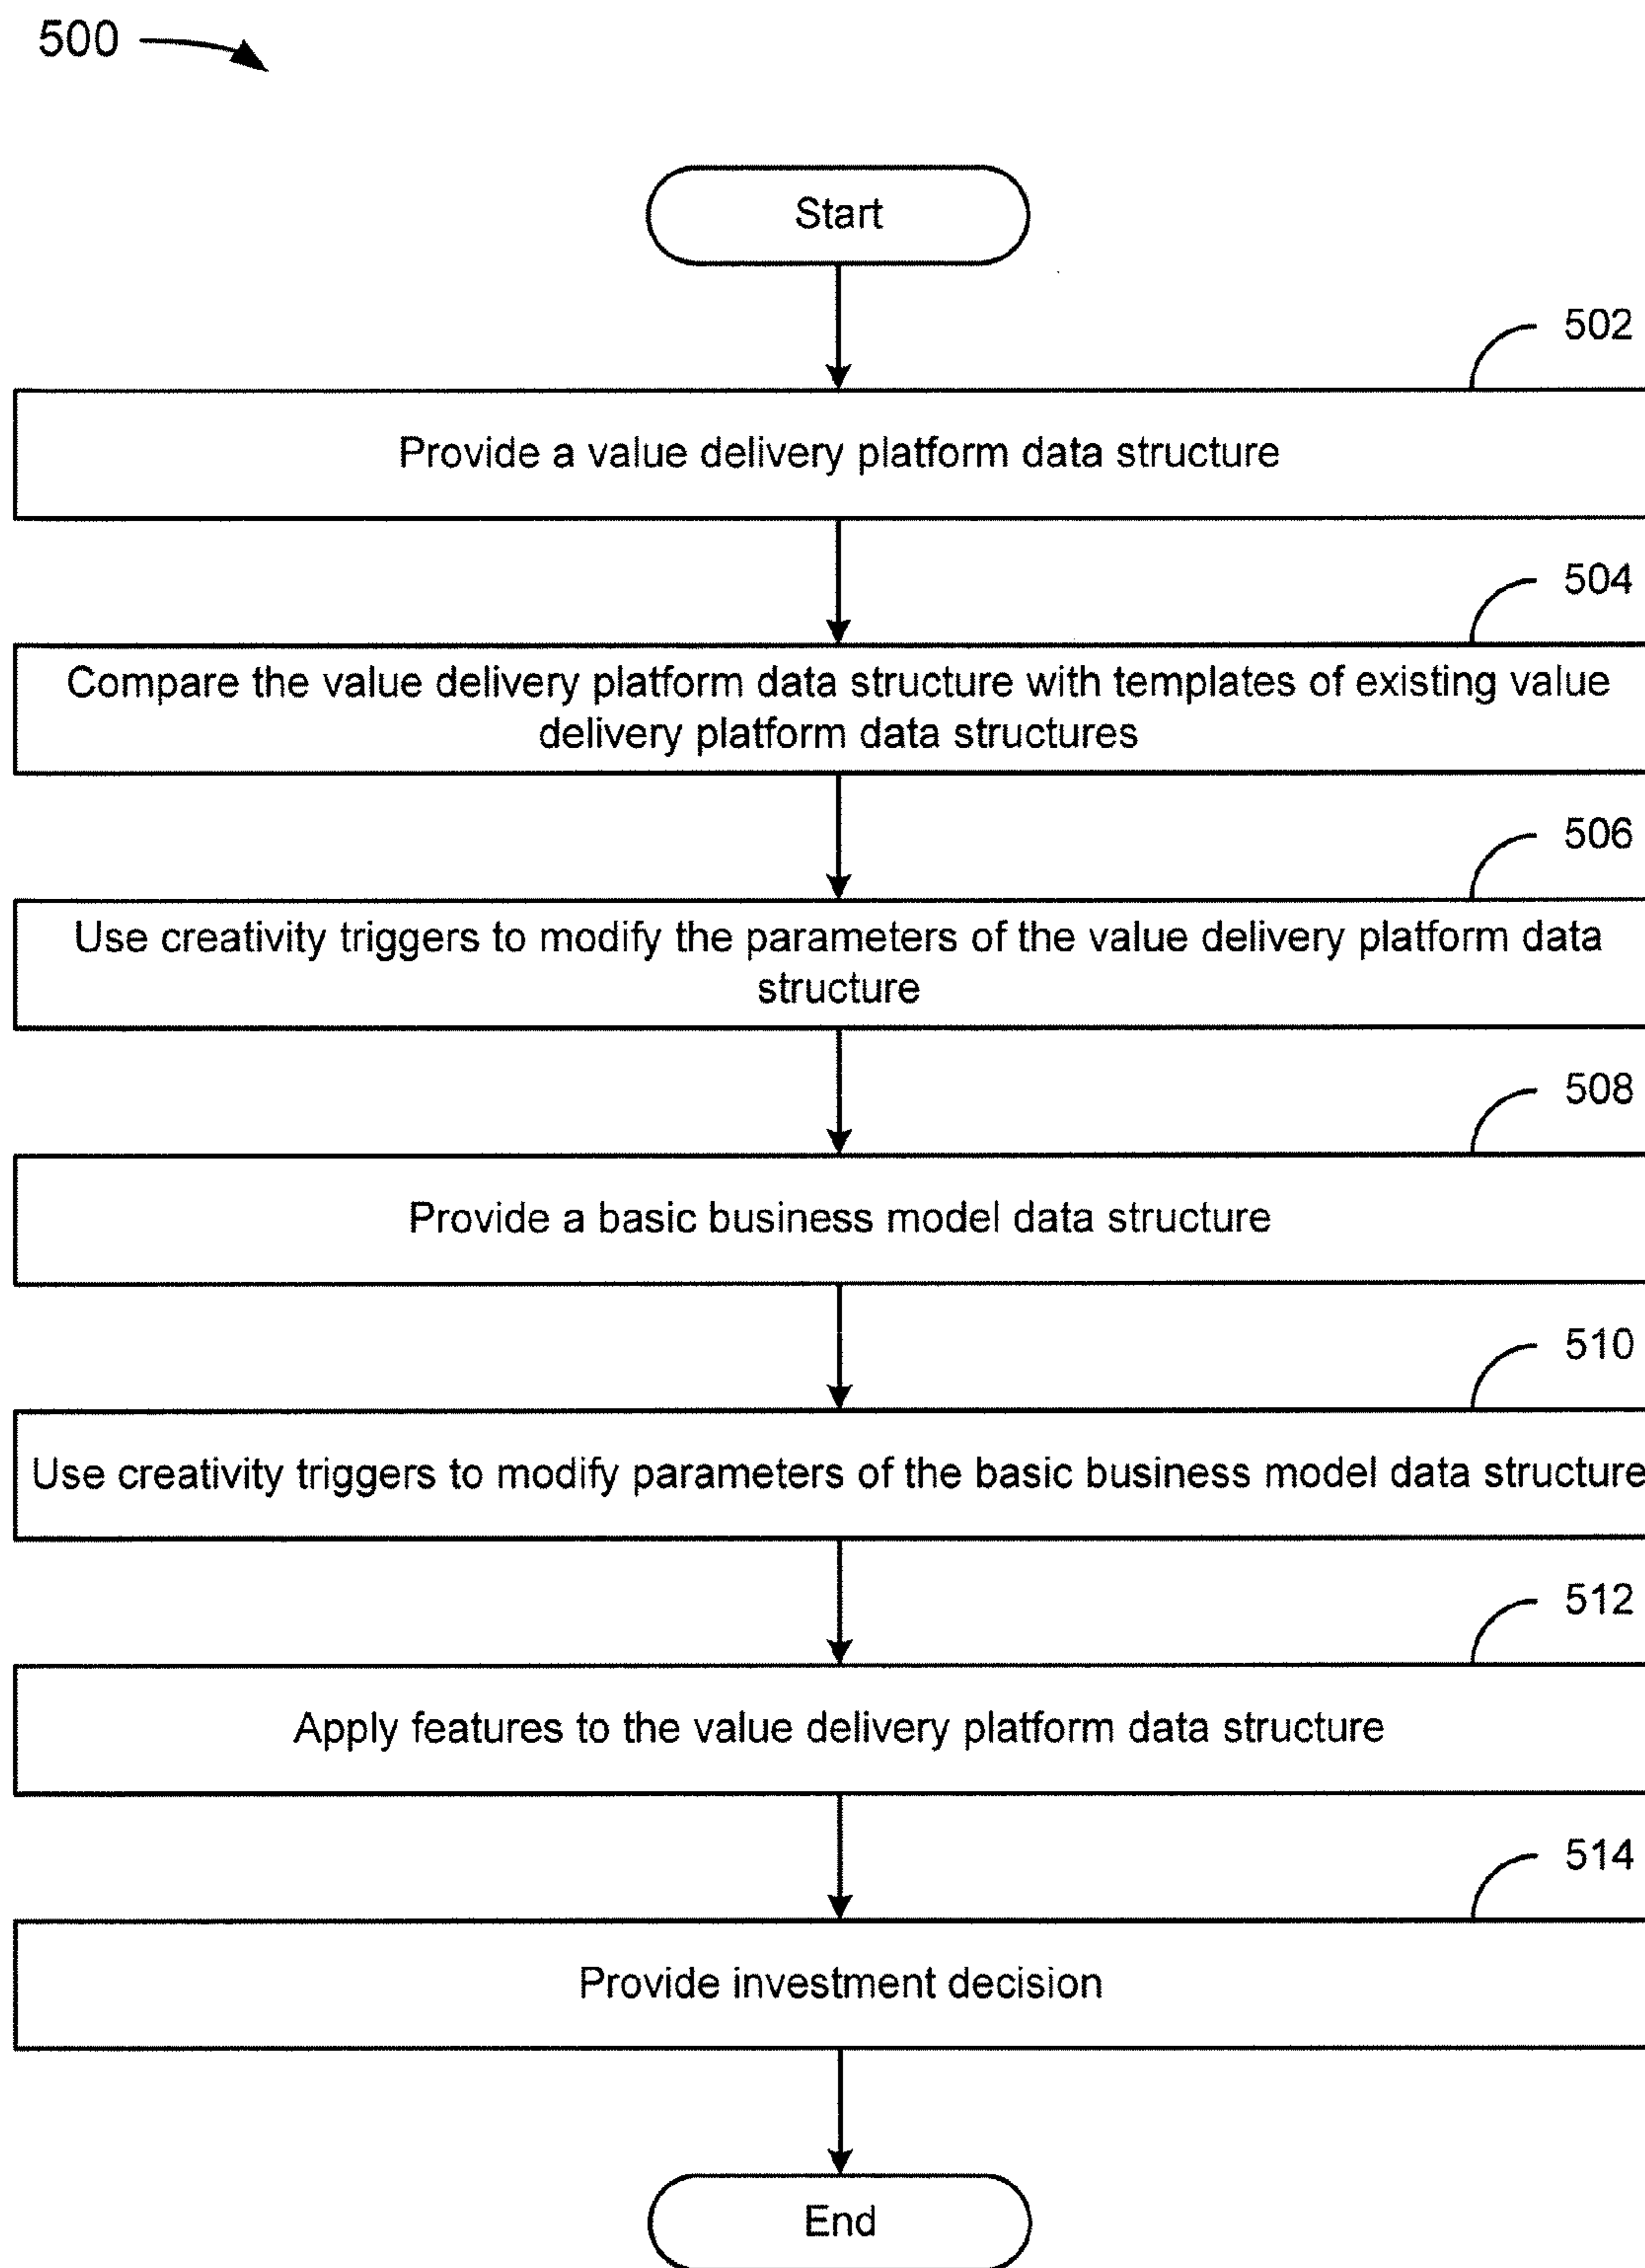 500
Start
502
Provide a value delivery platform data structure
504
Compare the value delivery platform data structure with templates of existing value
delivery platform data structures
506
Use creativity triggers to modify the parameters of the value delivery platform data
structure
508
Provide a basic business model data structure
510
Use creativity triggers to modify parameters of the basic business model data structure
512
Apply features to the value delivery platform data structure
514
Provide investment decision
End